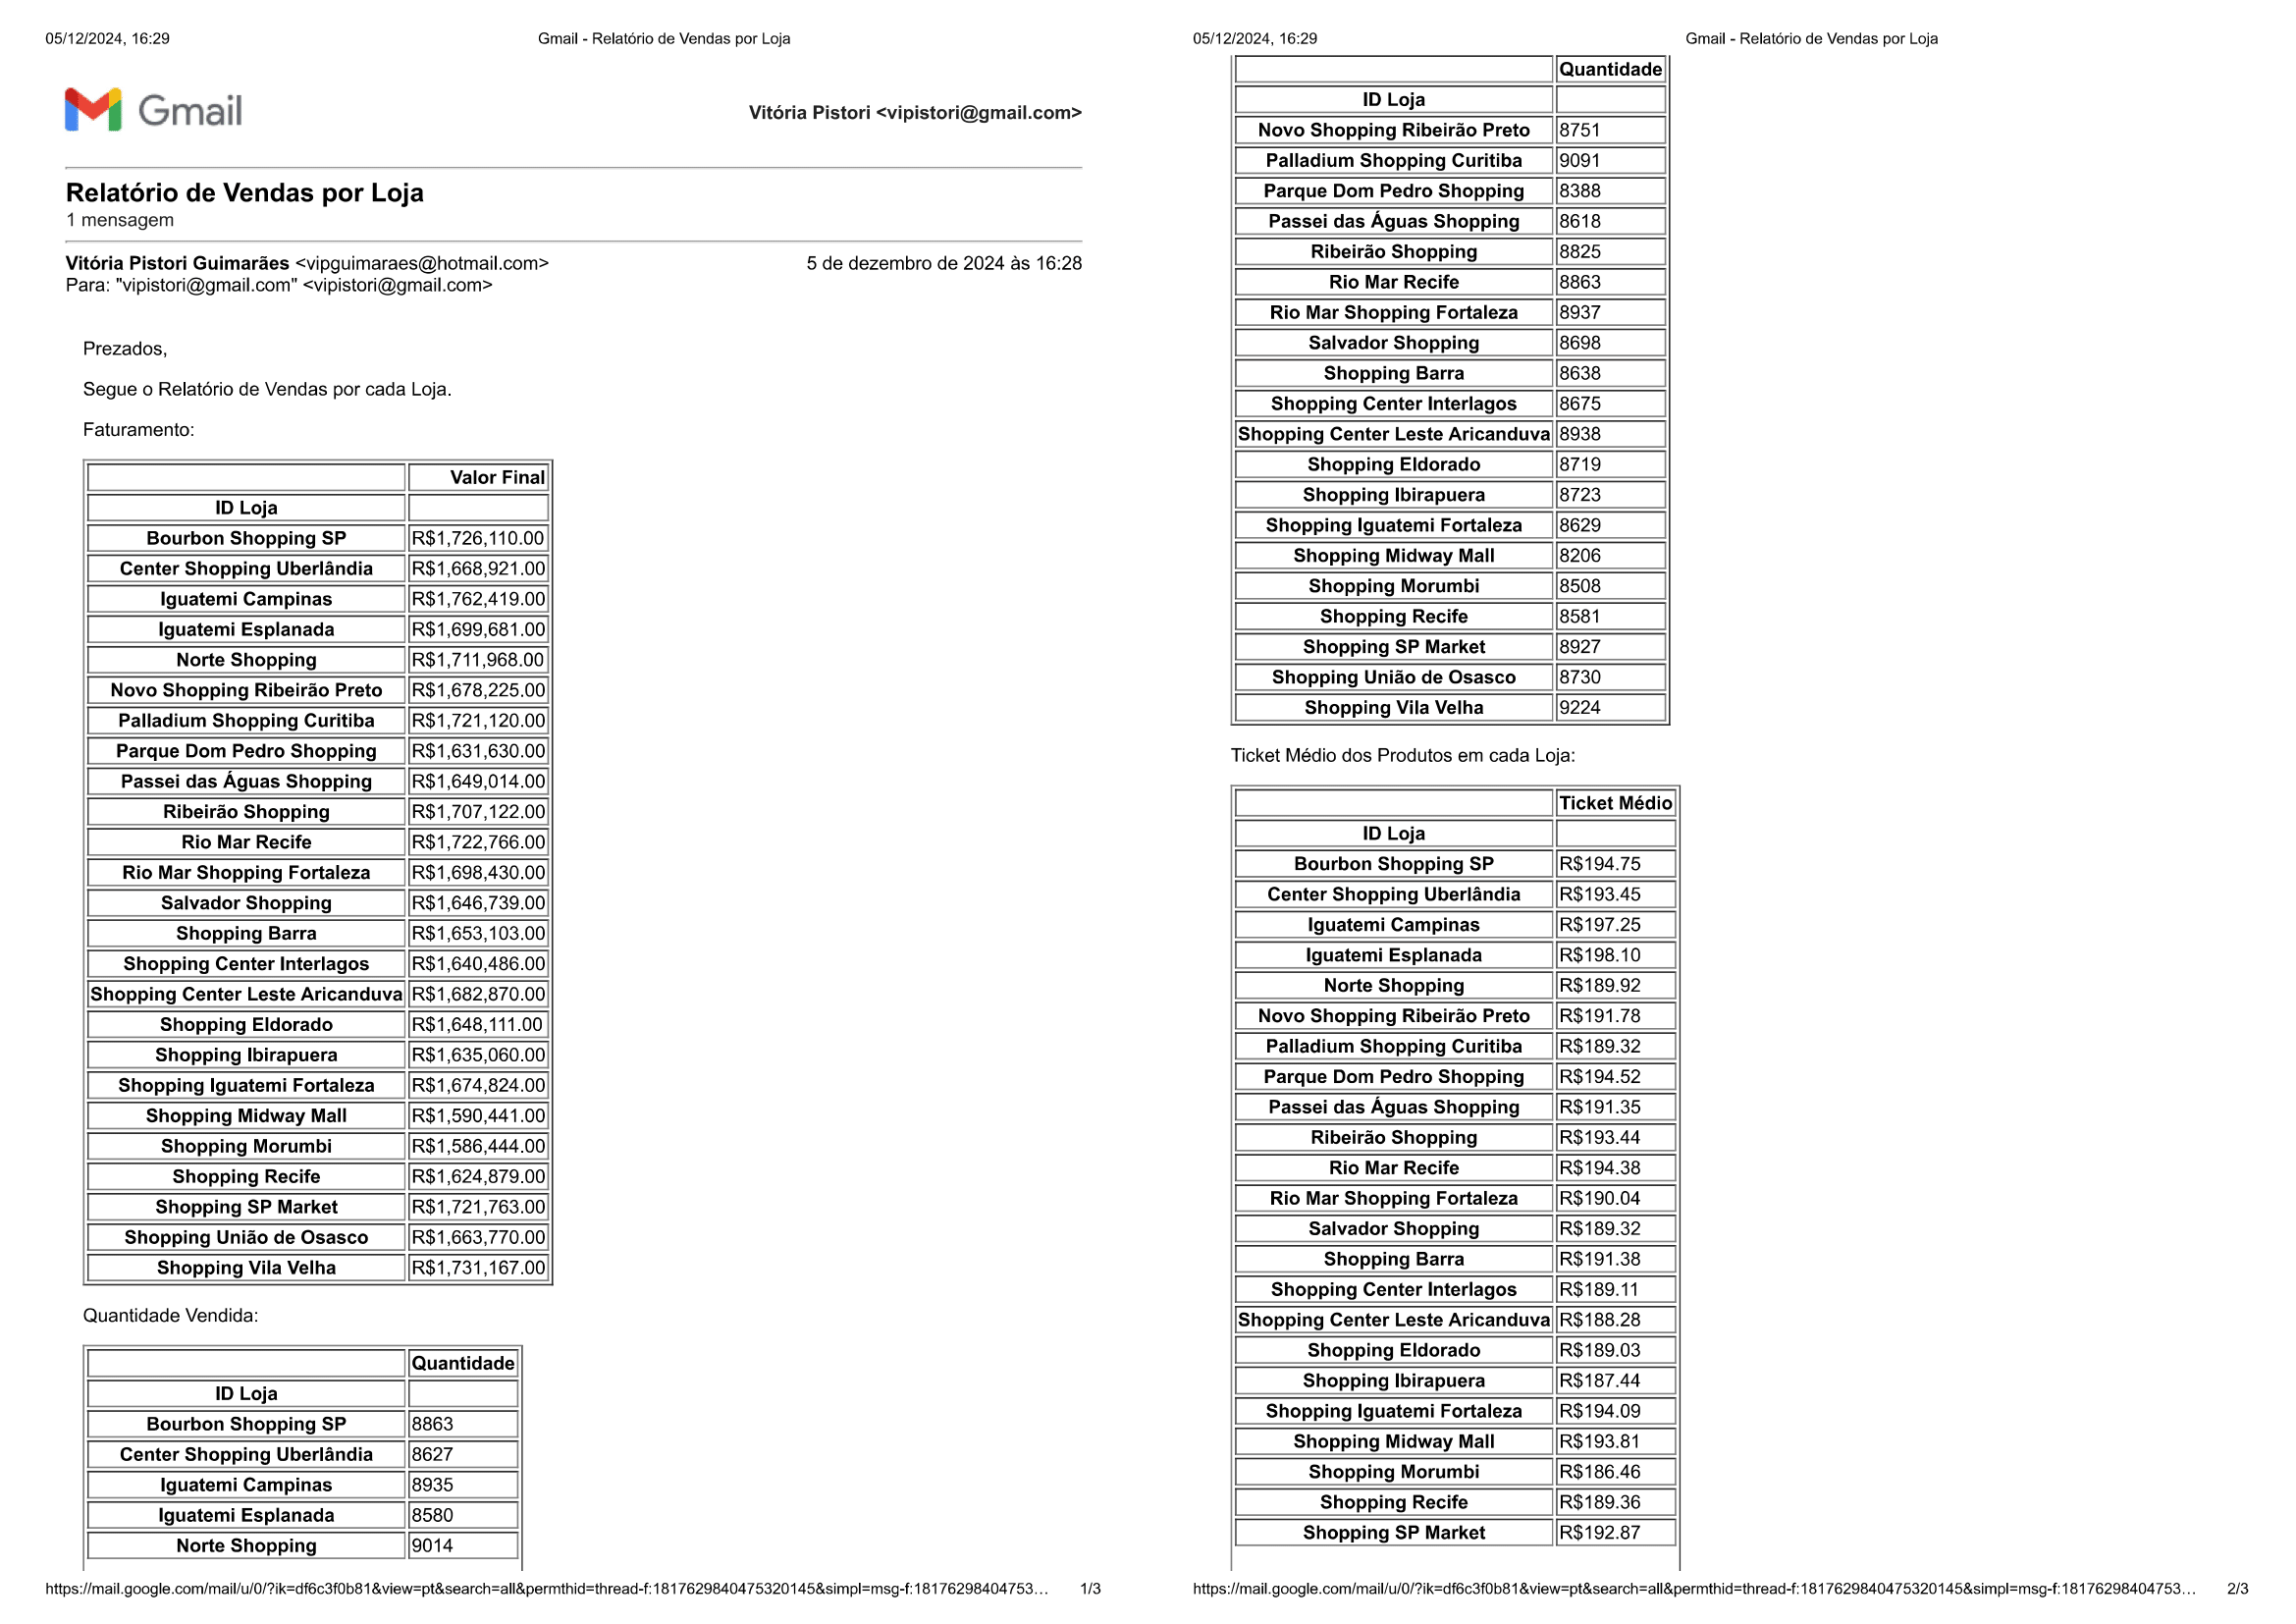 05/12/2024, 16:29 Gmail - Relatório de Vendas por Loja
Gmail Vitória Pistori <vipistori@gmail.com>
Relatório de Vendas por Loja
1 mensagem
Vitória Pistori Guimarães <vipguimaraes@hotmail.com> 5 de dezembro de 2024 às 16:28
Para: "vipistori@gmail.com" <vipistori@gmail.com>
Prezados,
Segue o Relatório de Vendas por cada Loja.
Faturamento:
Valor Final
ID Loja
Bourbon Shopping SP R$1,726,110.00
Center Shopping Uberlândia R$1,668,921.00
Iguatemi Campinas R$1,762,419.00
Iguatemi Esplanada R$1,699,681.00
Norte Shopping R$1,711,968.00
Novo Shopping Ribeirão Preto R$1,678,225.00
Palladium Shopping Curitiba R$1,721,120.00
Parque Dom Pedro Shopping R$1,631,630.00
Passei das Águas Shopping R$1,649,014.00
Ribeirão Shopping R$1,707,122.00
Rio Mar Recife R$1,722,766.00
Rio Mar Shopping Fortaleza R$1,698,430.00
Salvador Shopping R$1,646,739.00
Shopping Barra R$1,653,103.00
Shopping Center Interlagos R$1,640,486.00
Shopping Center Leste Aricanduva R$1,682,870.00
Shopping Eldorado R$1,648,111.00
Shopping Ibirapuera R$1,635,060.00
Shopping Iguatemi Fortaleza R$1,674,824.00
Shopping Midway Mall R$1,590,441.00
Shopping Morumbi R$1,586,444.00
Shopping Recife R$1,624,879.00
Shopping SP Market R$1,721,763.00
Shopping União de Osasco R$1,663,770.00
Shopping Vila Velha R$1,731,167.00
Quantidade Vendida:
Quantidade
ID Loja
Bourbon Shopping SP 8863
Center Shopping Uberlândia 8627
Iguatemi Campinas 8935
Iguatemi Esplanada 8580
Norte Shopping 9014
https://mail.google.com/mail/u/0/?ik=df6c3f0b81&view=pt&search=all&permthid=thread-f:1817629840475320145&simpl=msg-f:18176298404753… 1/3
05/12/2024, 16:29 Gmail - Relatório de Vendas por Loja
Quantidade
ID Loja
Novo Shopping Ribeirão Preto 8751
Palladium Shopping Curitiba 9091
Parque Dom Pedro Shopping 8388
Passei das Águas Shopping 8618
Ribeirão Shopping 8825
Rio Mar Recife 8863
Rio Mar Shopping Fortaleza 8937
Salvador Shopping 8698
Shopping Barra 8638
Shopping Center Interlagos 8675
Shopping Center Leste Aricanduva 8938
Shopping Eldorado 8719
Shopping Ibirapuera 8723
Shopping Iguatemi Fortaleza 8629
Shopping Midway Mall 8206
Shopping Morumbi 8508
Shopping Recife 8581
Shopping SP Market 8927
Shopping União de Osasco 8730
Shopping Vila Velha 9224
Ticket Médio dos Produtos em cada Loja:
Ticket Médio
ID Loja
Bourbon Shopping SP R$194.75
Center Shopping Uberlândia R$193.45
Iguatemi Campinas R$197.25
Iguatemi Esplanada R$198.10
Norte Shopping R$189.92
Novo Shopping Ribeirão Preto R$191.78
Palladium Shopping Curitiba R$189.32
Parque Dom Pedro Shopping R$194.52
Passei das Águas Shopping R$191.35
Ribeirão Shopping R$193.44
Rio Mar Recife R$194.38
Rio Mar Shopping Fortaleza R$190.04
Salvador Shopping R$189.32
Shopping Barra R$191.38
Shopping Center Interlagos R$189.11
Shopping Center Leste Aricanduva R$188.28
Shopping Eldorado R$189.03
Shopping Ibirapuera R$187.44
Shopping Iguatemi Fortaleza R$194.09
Shopping Midway Mall R$193.81
Shopping Morumbi R$186.46
Shopping Recife R$189.36
Shopping SP Market R$192.87
https://mail.google.com/mail/u/0/?ik=df6c3f0b81&view=pt&search=all&permthid=thread-f:1817629840475320145&simpl=msg-f:18176298404753… 2/3